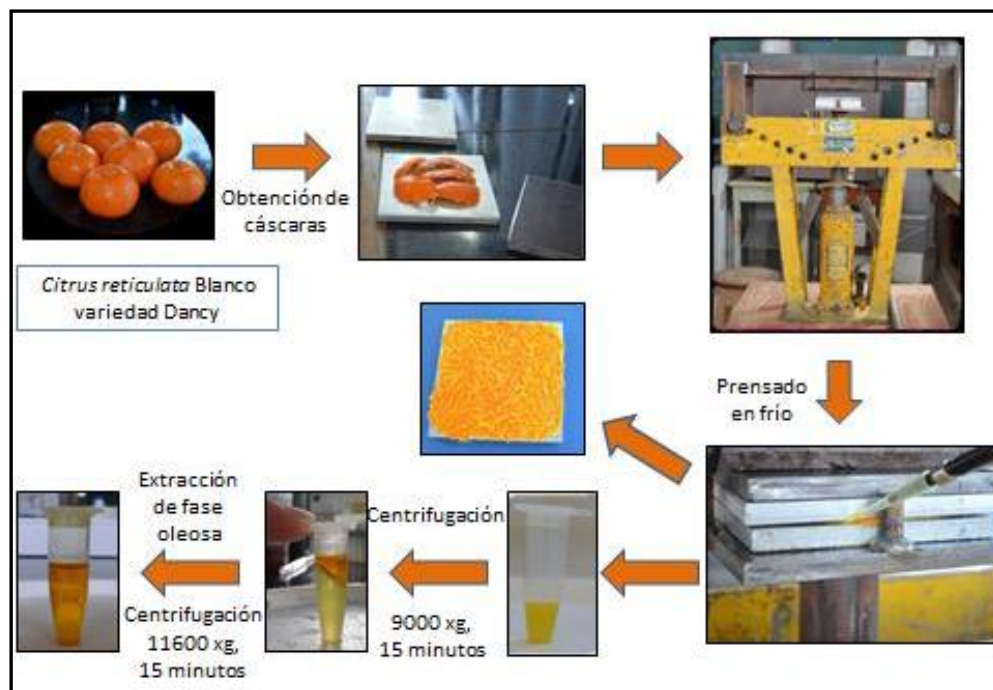 Obtención de
cáscaras
Citrus reticulata Blanco
variedad Dancy
Prensado
en frío
Extracción
de fase
oleosa
Centrifugación
11600 xg,
15 minutos
Centrifugación
9000 xg,
15 minutos